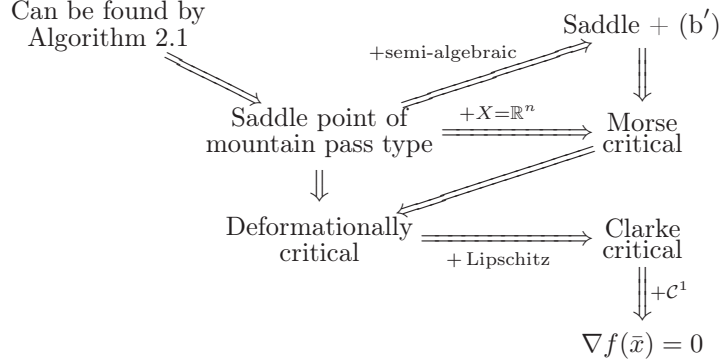 Can be found by
Algorithm 2.1
Saddle + (b′)
+semi-algebraic
Saddle point of
mountain pass type
+X=ℝⁿ
Morse
critical
Deformationally
critical
+ Lipschitz
Clarke
critical
+𝒞¹
∇f(x̄) = 0